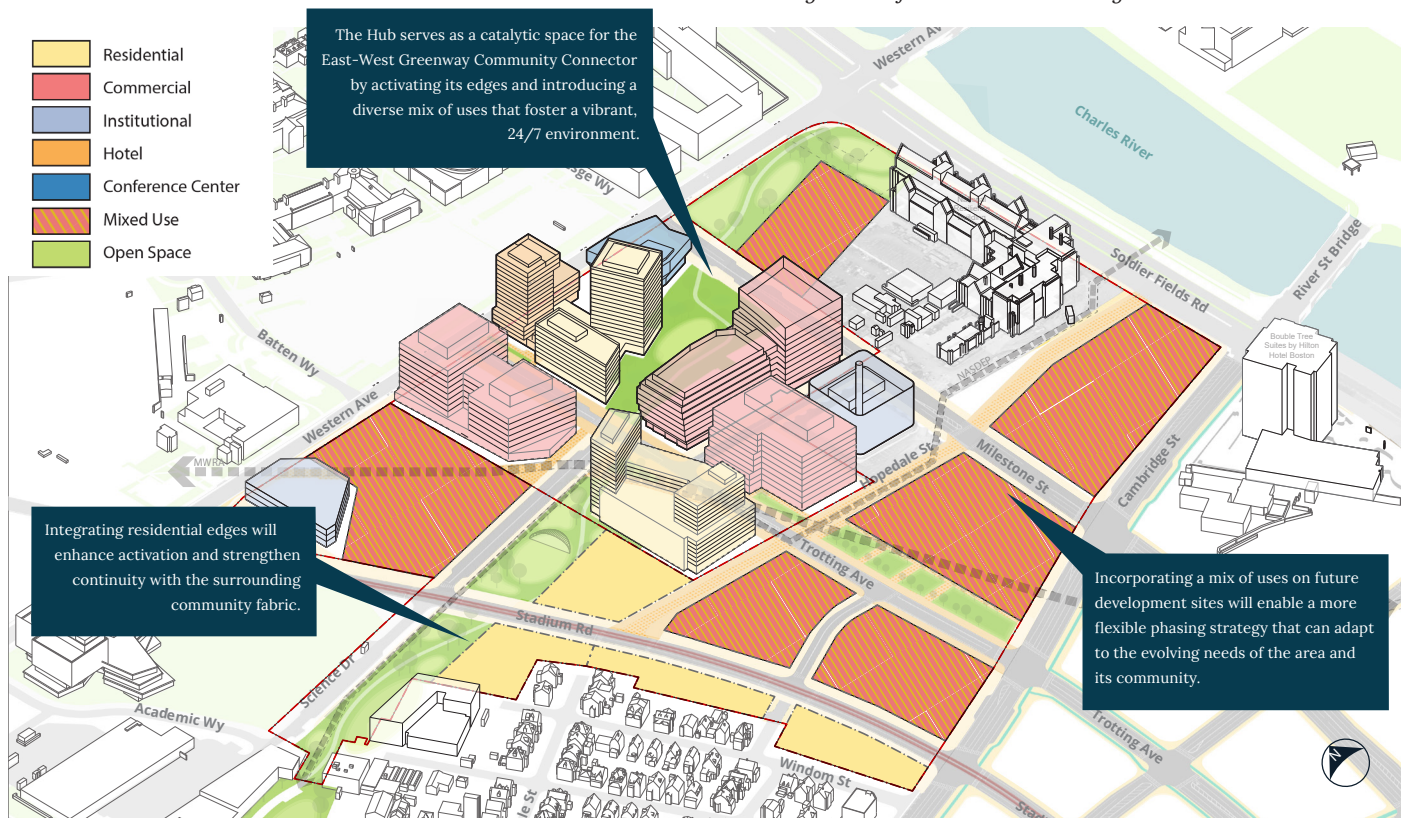 Residential
Commercial
Institutional
Hotel
Conference Center
Mixed Use
Open Space
The Hub serves as a catalytic space for the
East-West Greenway Community Connector
by activating its edges and introducing a
diverse mix of uses that foster a vibrant,
24/7 environment.
Western Av
Charles River
Soldier Fields Rd
River St Bridge
Bouble Tree
Suites by Hilton
Hotel Boston
NASDEP
Batten Wy
Western Ave
MWRA
Hopedale St
Milestone St
Cambridge St
Trotting Ave
Integrating residential edges will
enhance activation and strengthen
continuity with the surrounding
community fabric.
Stadium Rd
Incorporating a mix of uses on future
development sites will enable a more
flexible phasing strategy that can adapt
to the evolving needs of the area and
its community.
Science Dr
Academic Wy
Windom St
Trotting Ave
N